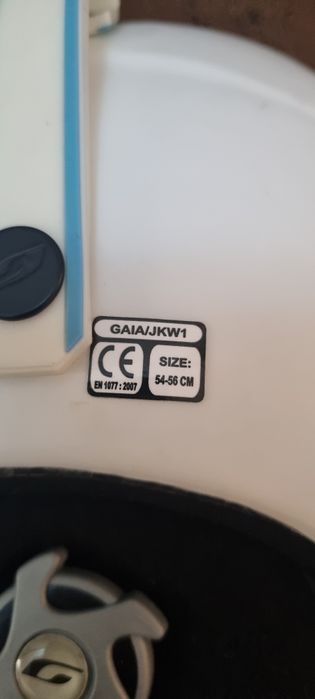 GAIA/JKW1
CE
EN 1077 : 2007
SIZE:
54-56 CM